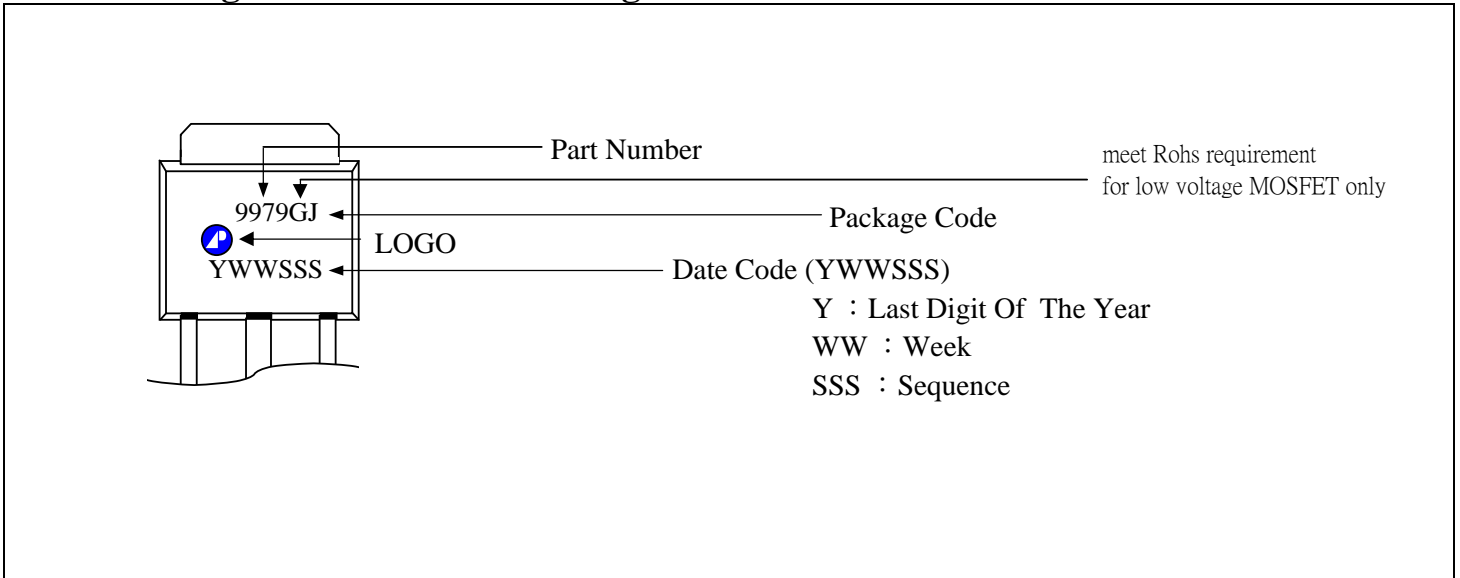 Part Number
meet Rohs requirement
for low voltage MOSFET only
9979GJ
Package Code
LOGO
YWWSSS
Date Code (YWWSSS)
Y ：Last Digit Of The Year
WW ：Week
SSS ：Sequence